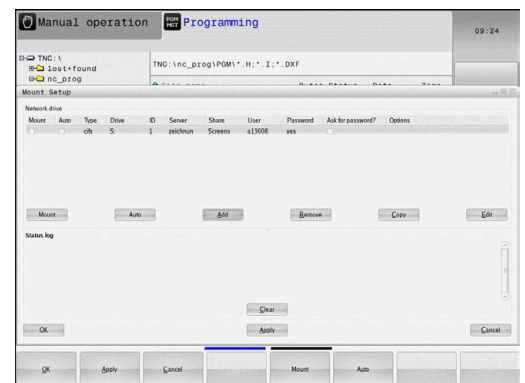 Manual operation
PGM MGT Programming
09:24
TNC:\
lost+found
nc_prog
TNC:\nc_prog\PGM\*.H;*.I;*.DXF
Mount Setup
Network drive
Mount Auto Type Drive ID Server Share User Password Ask for password? Options
cifs S: 1 zeichnun Screens a13608 yes
Mount Auto Add Remove Copy Edit
Status log
Clear
OK Apply Cancel
OK Apply Cancel Mount Auto